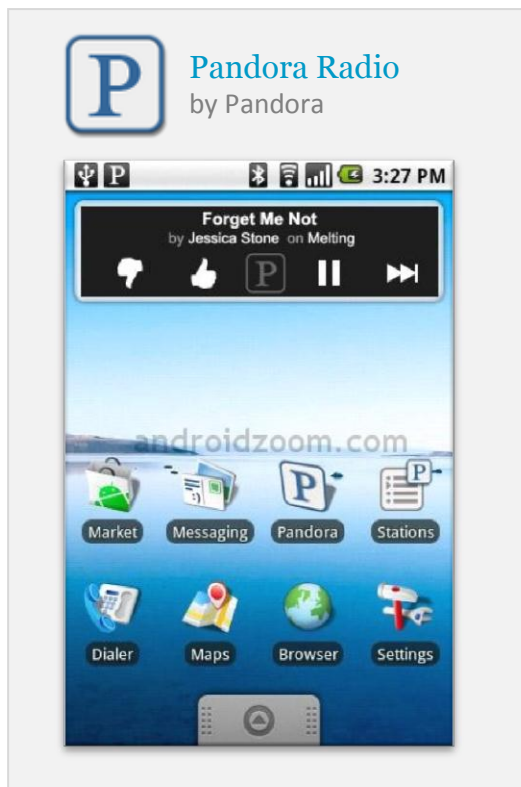 P
Pandora Radio
by Pandora
P
3:27 PM
Forget Me Not
by Jessica Stone on Melting
P
androidzoom.com
P
P
Market
Messaging
Pandora
Stations
Dialer
Maps
Browser
Settings